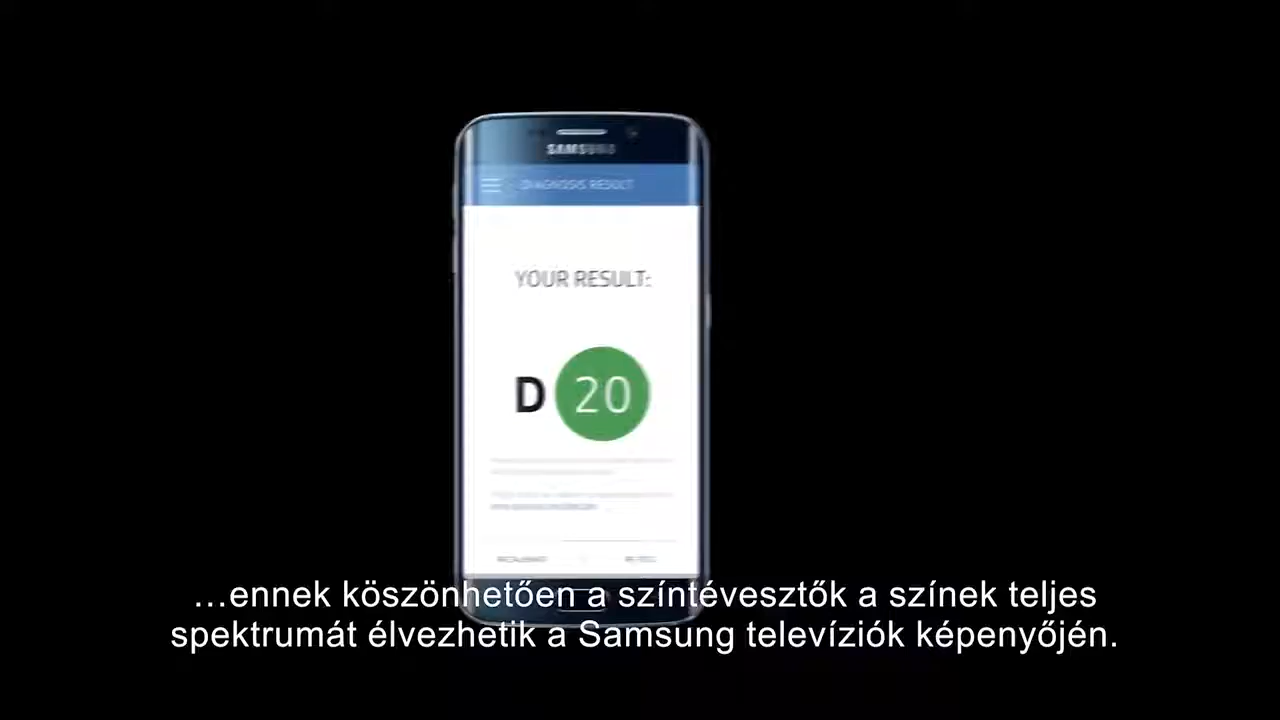 SAMSUNG
DIAGNOSIS RESULT
YOUR RESULT:
D 20
…ennek köszönhetően a színtévesztők a színek teljes
spektrumát élvezhetik a Samsung televíziók képenyőjén.